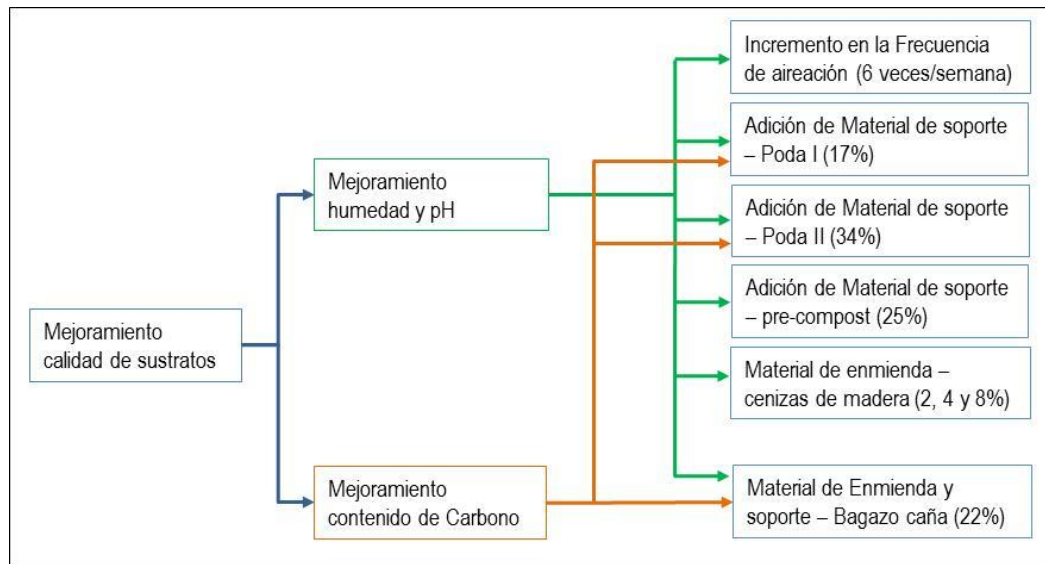 Incremento en la Frecuencia
de aireación (6 veces/semana)
Adición de Material de soporte
– Poda I (17%)
Mejoramiento
humedad y pH
Adición de Material de soporte
– Poda II (34%)
Adición de Material de soporte
– pre-compost (25%)
Mejoramiento
calidad de sustratos
Material de enmienda –
cenizas de madera (2, 4 y 8%)
Mejoramiento
contenido de Carbono
Material de Enmienda y
soporte – Bagazo caña (22%)